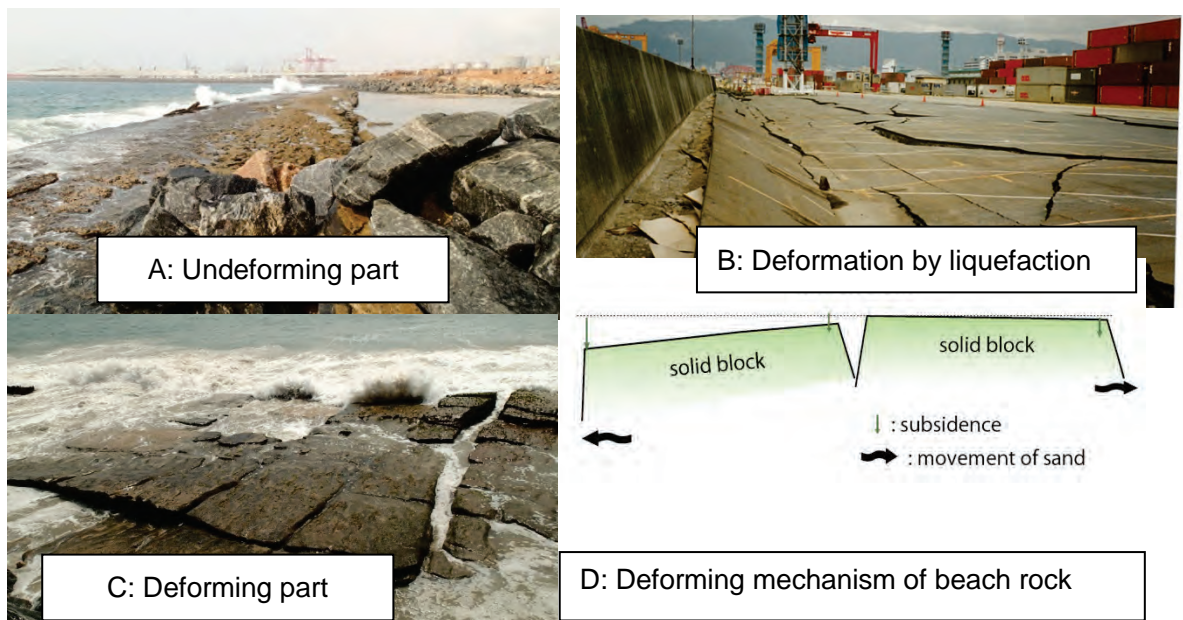 A: Undeforming part
B: Deformation by liquefaction
solid block
solid block
: subsidence
: movement of sand
C: Deforming part
D: Deforming mechanism of beach rock